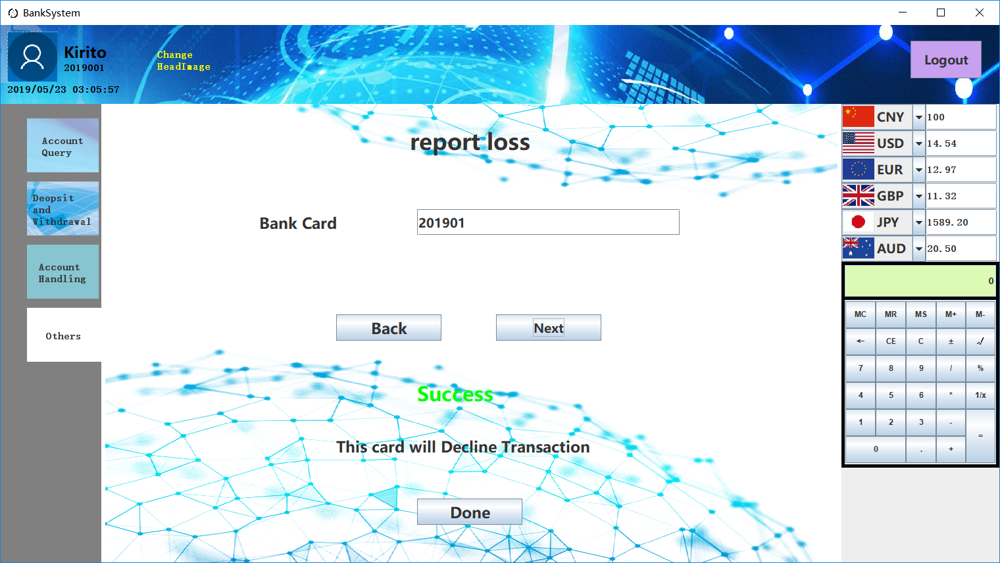 BankSystem
Kirito
2019001
2019/05/23 03:05:57
Change
HeadImage
Logout
Account
Query
Deopsit
and
Withdrawal
Account
Handling
Others
report loss
Bank Card
201901
Back
Next
Success
This card will Decline Transaction
Done
CNY 100
USD 14.54
EUR 12.97
GBP 11.32
JPY 1589.20
AUD 20.50
0
MC MR MS M+ M-
← CE C ± √
7 8 9 / %
4 5 6 * 1/x
1 2 3 - =
0 . +